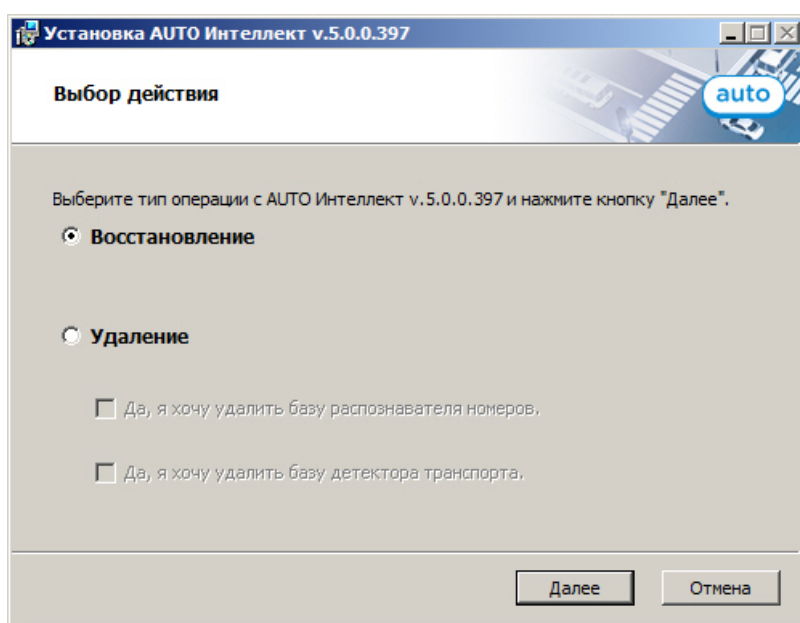 Установка AUTO Интеллект v.5.0.0.397
Выбор действия
auto
Выберите тип операции с AUTO Интеллект v.5.0.0.397 и нажмите кнопку "Далее".
Восстановление
Удаление
Да, я хочу удалить базу распознавателя номеров.
Да, я хочу удалить базу детектора транспорта.
Далее Отмена